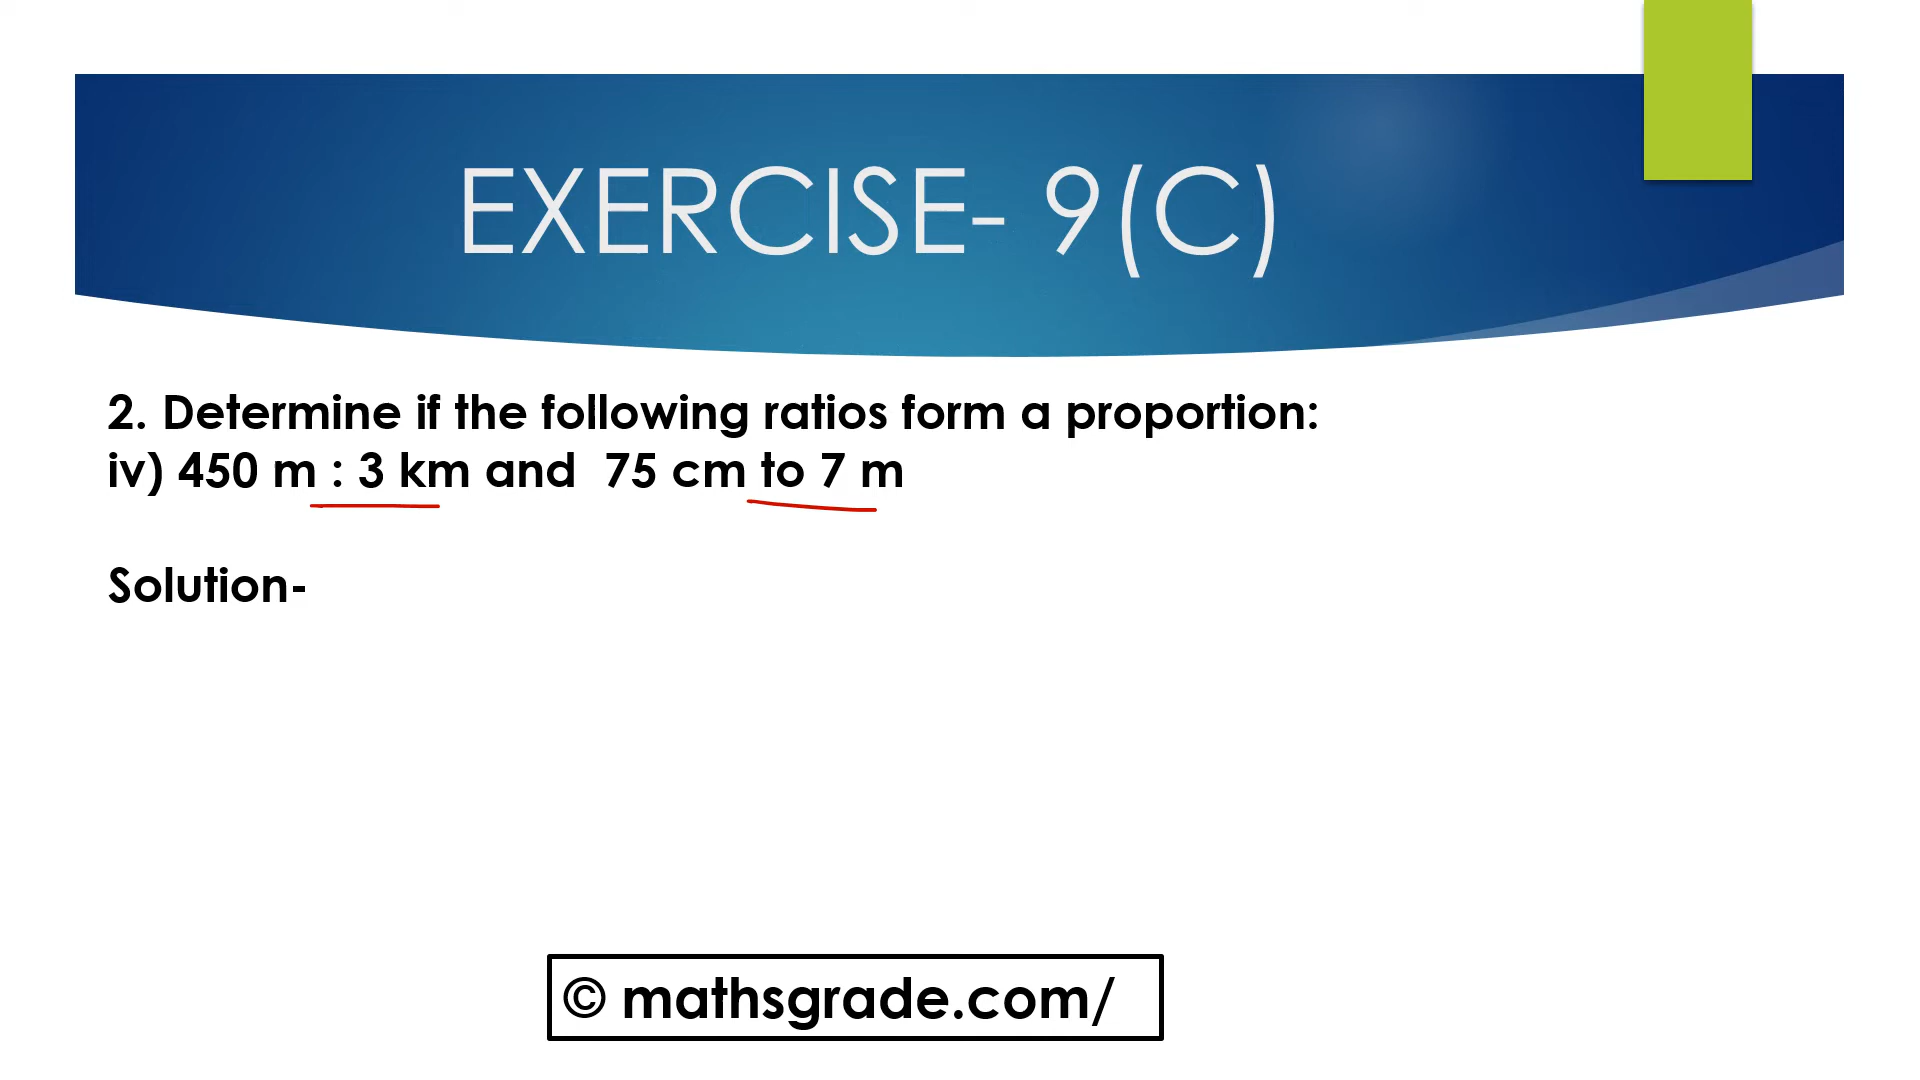 EXERCISE- 9(C)
2. Determine if the following ratios form a proportion:
iv) 450 m : 3 km and  75 cm to 7 m
Solution-
© mathsgrade.com/